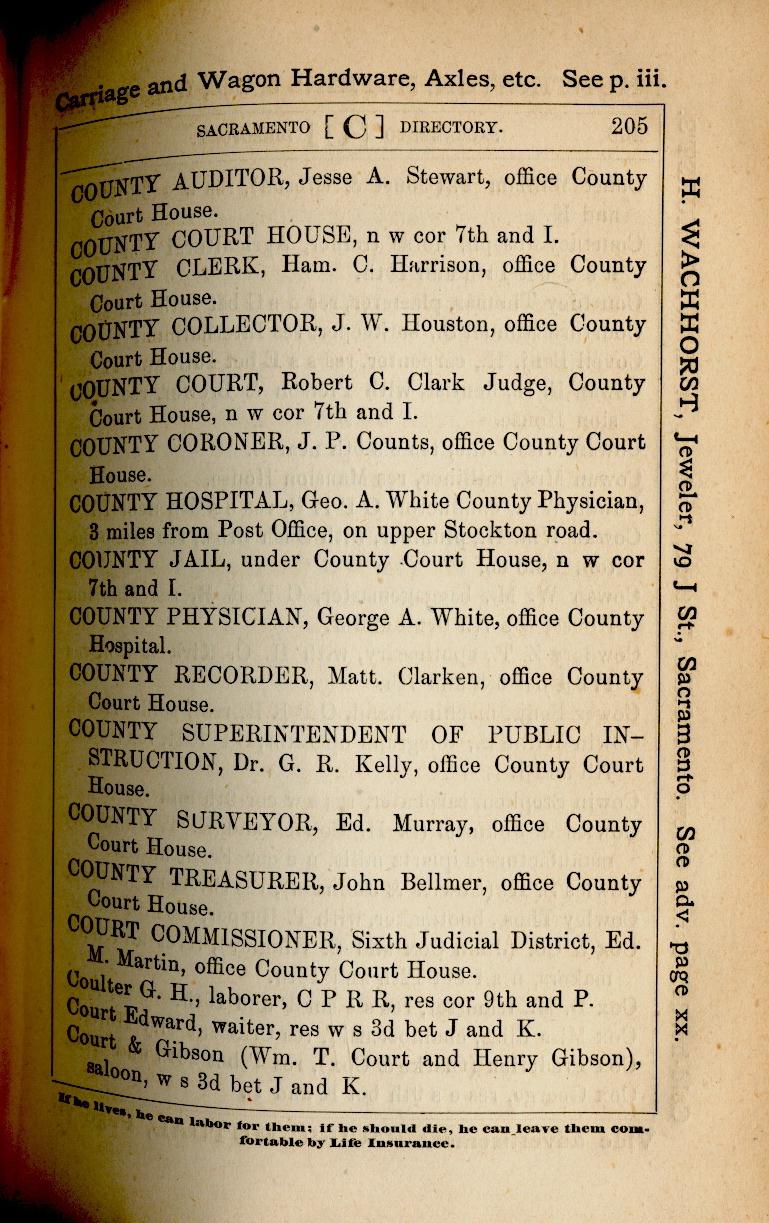 Carriage and Wagon Hardware, Axles, etc. See p. iii.
SACRAMENTO [ C ] DIRECTORY. 205
COUNTY AUDITOR, Jesse A. Stewart, office County
Court House.
COUNTY COURT HOUSE, n w cor 7th and I.
COUNTY CLERK, Ham. C. Harrison, office County
Court House.
COUNTY COLLECTOR, J. W. Houston, office County
Court House.
COUNTY COURT, Robert C. Clark Judge, County
Court House, n w cor 7th and I.
COUNTY CORONER, J. P. Counts, office County Court
House.
COUNTY HOSPITAL, Geo. A. White County Physician,
3 miles from Post Office, on upper Stockton road.
COUNTY JAIL, under County Court House, n w cor
7th and I.
COUNTY PHYSICIAN, George A. White, office County
Hospital.
COUNTY RECORDER, Matt. Clarken, office County
Court House.
COUNTY SUPERINTENDENT OF PUBLIC IN-
STRUCTION, Dr. G. R. Kelly, office County Court
House.
COUNTY SURVEYOR, Ed. Murray, office County
Court House.
COUNTY TREASURER, John Bellmer, office County
Court House.
COURT COMMISSIONER, Sixth Judicial District, Ed.
M. Martin, office County Court House.
Coulter G. H., laborer, C P R R, res cor 9th and P.
Court Edward, waiter, res w s 3d bet J and K.
Court & Gibson (Wm. T. Court and Henry Gibson),
saloon, w s 3d bet J and K.
If he lives, he can labor for them; if he should die, he can leave them com-
fortable by Life Insurance.
H. WACHHORST, Jeweler, 79 J St., Sacramento. See adv. page xx.